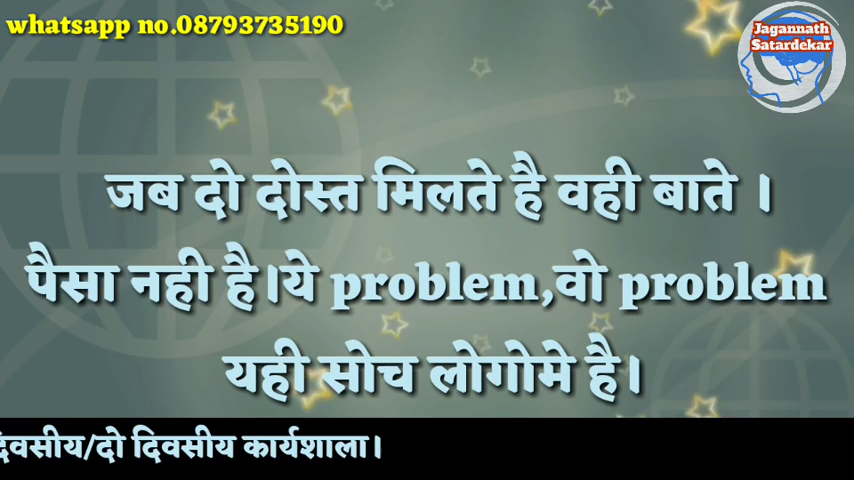 whatsapp no.08793735190
Jagannath
Satardekar
जब दो दोस्त मिलते है वही बाते ।
पैसा नही है।ये problem,वो problem
यही सोच लोगोमे है।
दिवसीय/दो दिवसीय कार्यशाला।